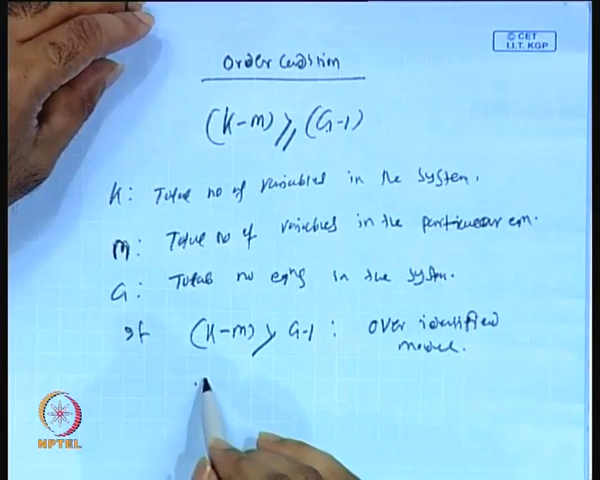 © CET
I.I.T. KGP
Order Condition
(K-m) ⩾ (G-1)
K: Total no of variables in the System.
m: Total no of variables in the particular em.
G: Total no eqns in the system.
If (K-m) > G-1 : Over identified
model.
NPTEL